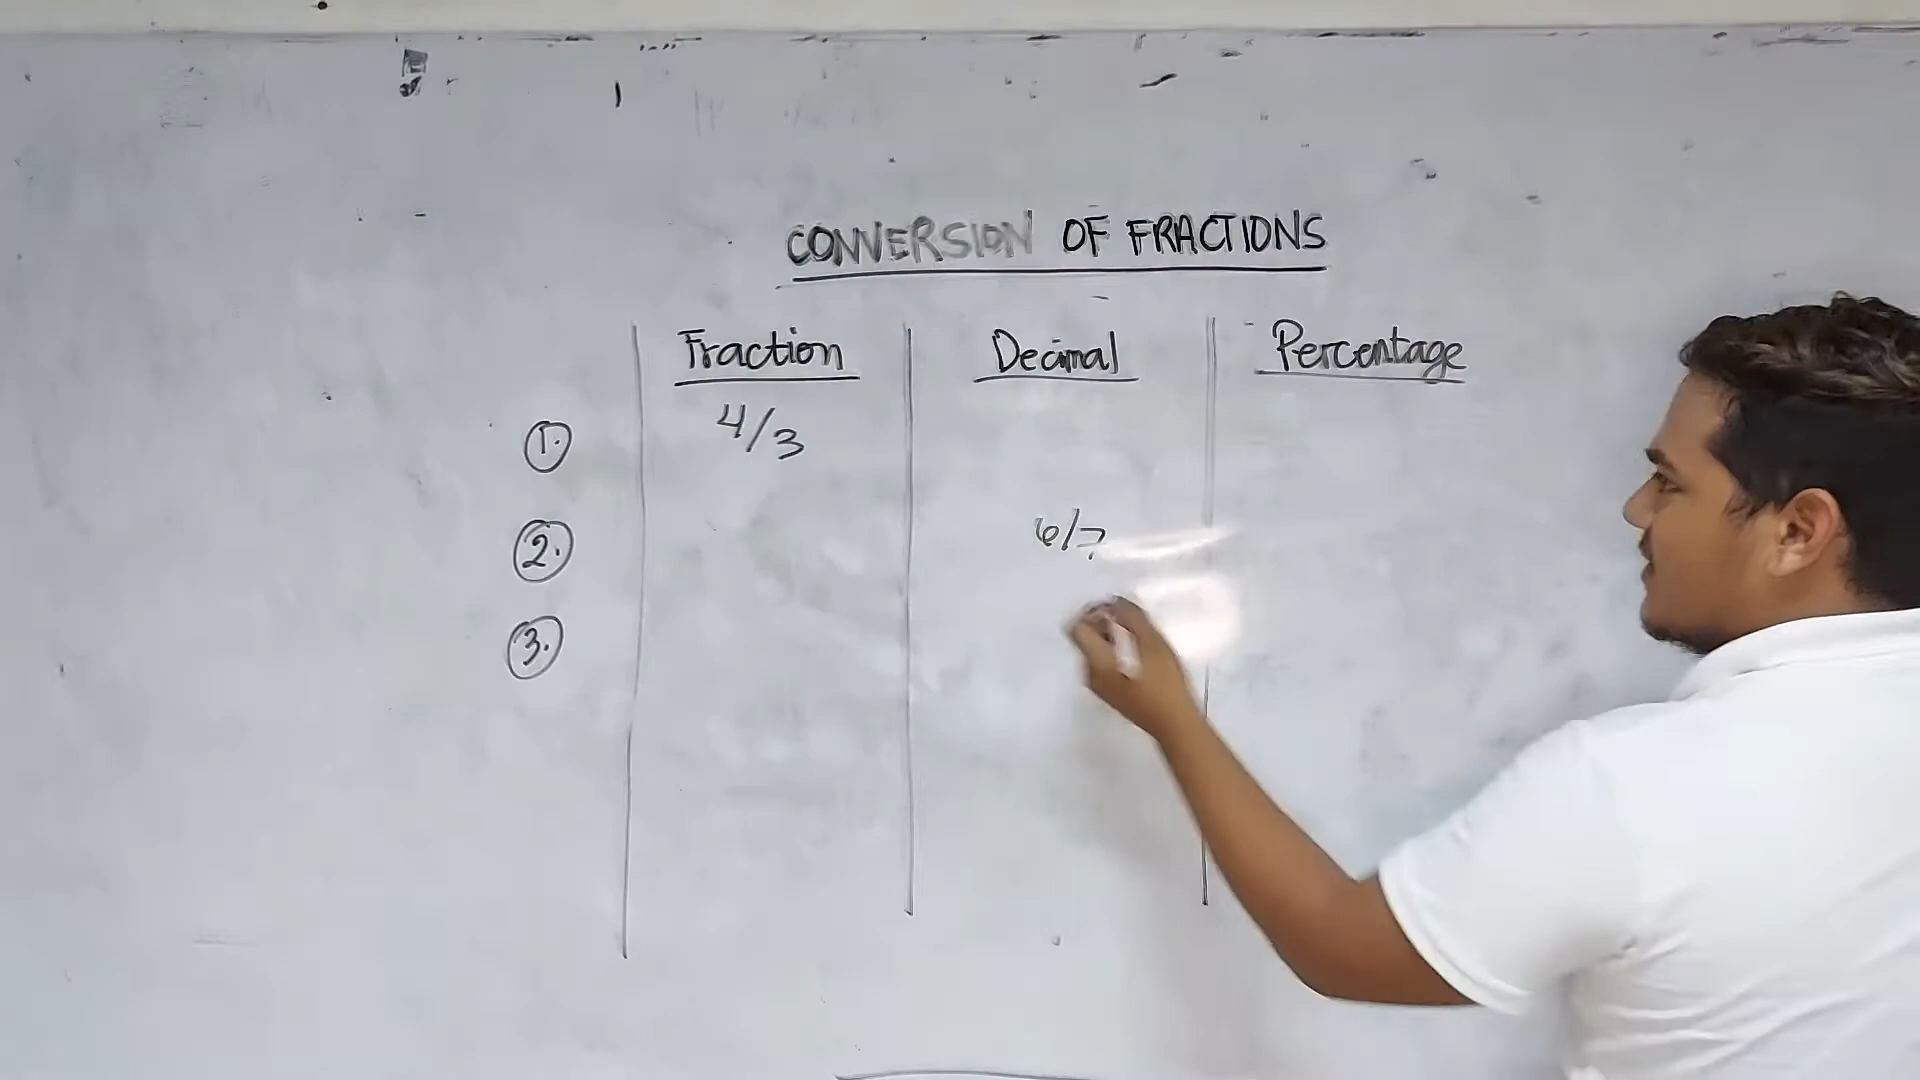 CONVERSION OF FRACTIONS
Fraction Decimal Percentage
1. 4/3
2. 6/7
3.